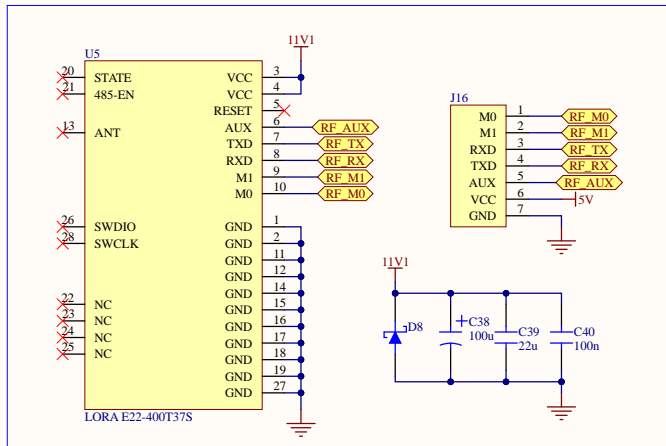 U5
11V1
20 STATE
21 485-EN
13 ANT
26 SWDIO
28 SWCLK
22 NC
23 NC
24 NC
25 NC
VCC 3
VCC 4
RESET 5
AUX 6 RF_AUX
TXD 7 RF_TX
RXD 8 RF_RX
M1 9 RF_M1
M0 10 RF_M0
GND 1
GND 2
GND 11
GND 12
GND 14
GND 15
GND 16
GND 17
GND 18
GND 19
GND 27
LORA E22-400T37S
J16
M0 1 RF_M0
M1 2 RF_M1
RXD 3 RF_TX
TXD 4 RF_RX
AUX 5 RF_AUX
VCC 6 5V
GND 7
11V1
D8
+ C38
100u
C39
22u
C40
100n